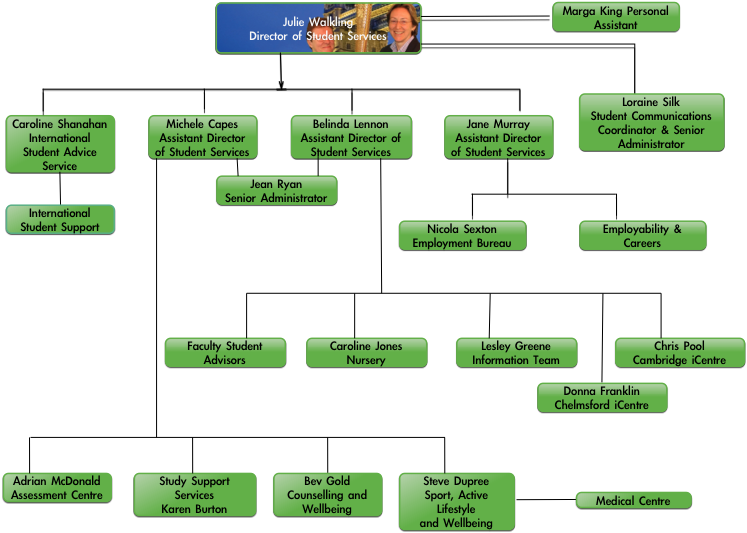 Julie Walkling
Director of Student Services
Marga King Personal
Assistant
Loraine Silk
Student Communications
Coordinator & Senior
Administrator
Caroline Shanahan
International
Student Advice
Service
Michele Capes
Assistant Director
of Student Services
Belinda Lennon
Assistant Director of
Student Services
Jane Murray
Assistant Director
of Student Services
Jean Ryan
Senior Administrator
International
Student Support
Nicola Sexton
Employment Bureau
Employability &
Careers
Faculty Student
Advisors
Caroline Jones
Nursery
Lesley Greene
Information Team
Chris Pool
Cambridge iCentre
Donna Franklin
Chelmsford iCentre
Adrian McDonald
Assessment Centre
Study Support
Services
Karen Burton
Bev Gold
Counselling and
Wellbeing
Steve Dupree
Sport, Active
Lifestyle
and Wellbeing
Medical Centre